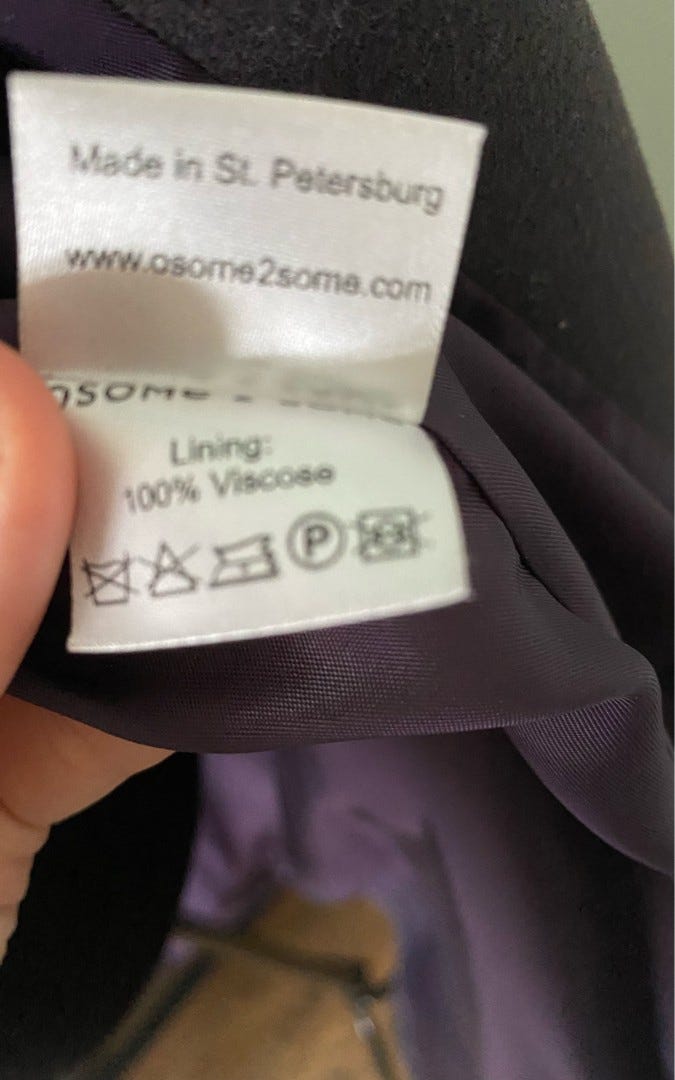 Made in St. Petersburg
www.osome2some.com
Lining:
100% Viscose
P